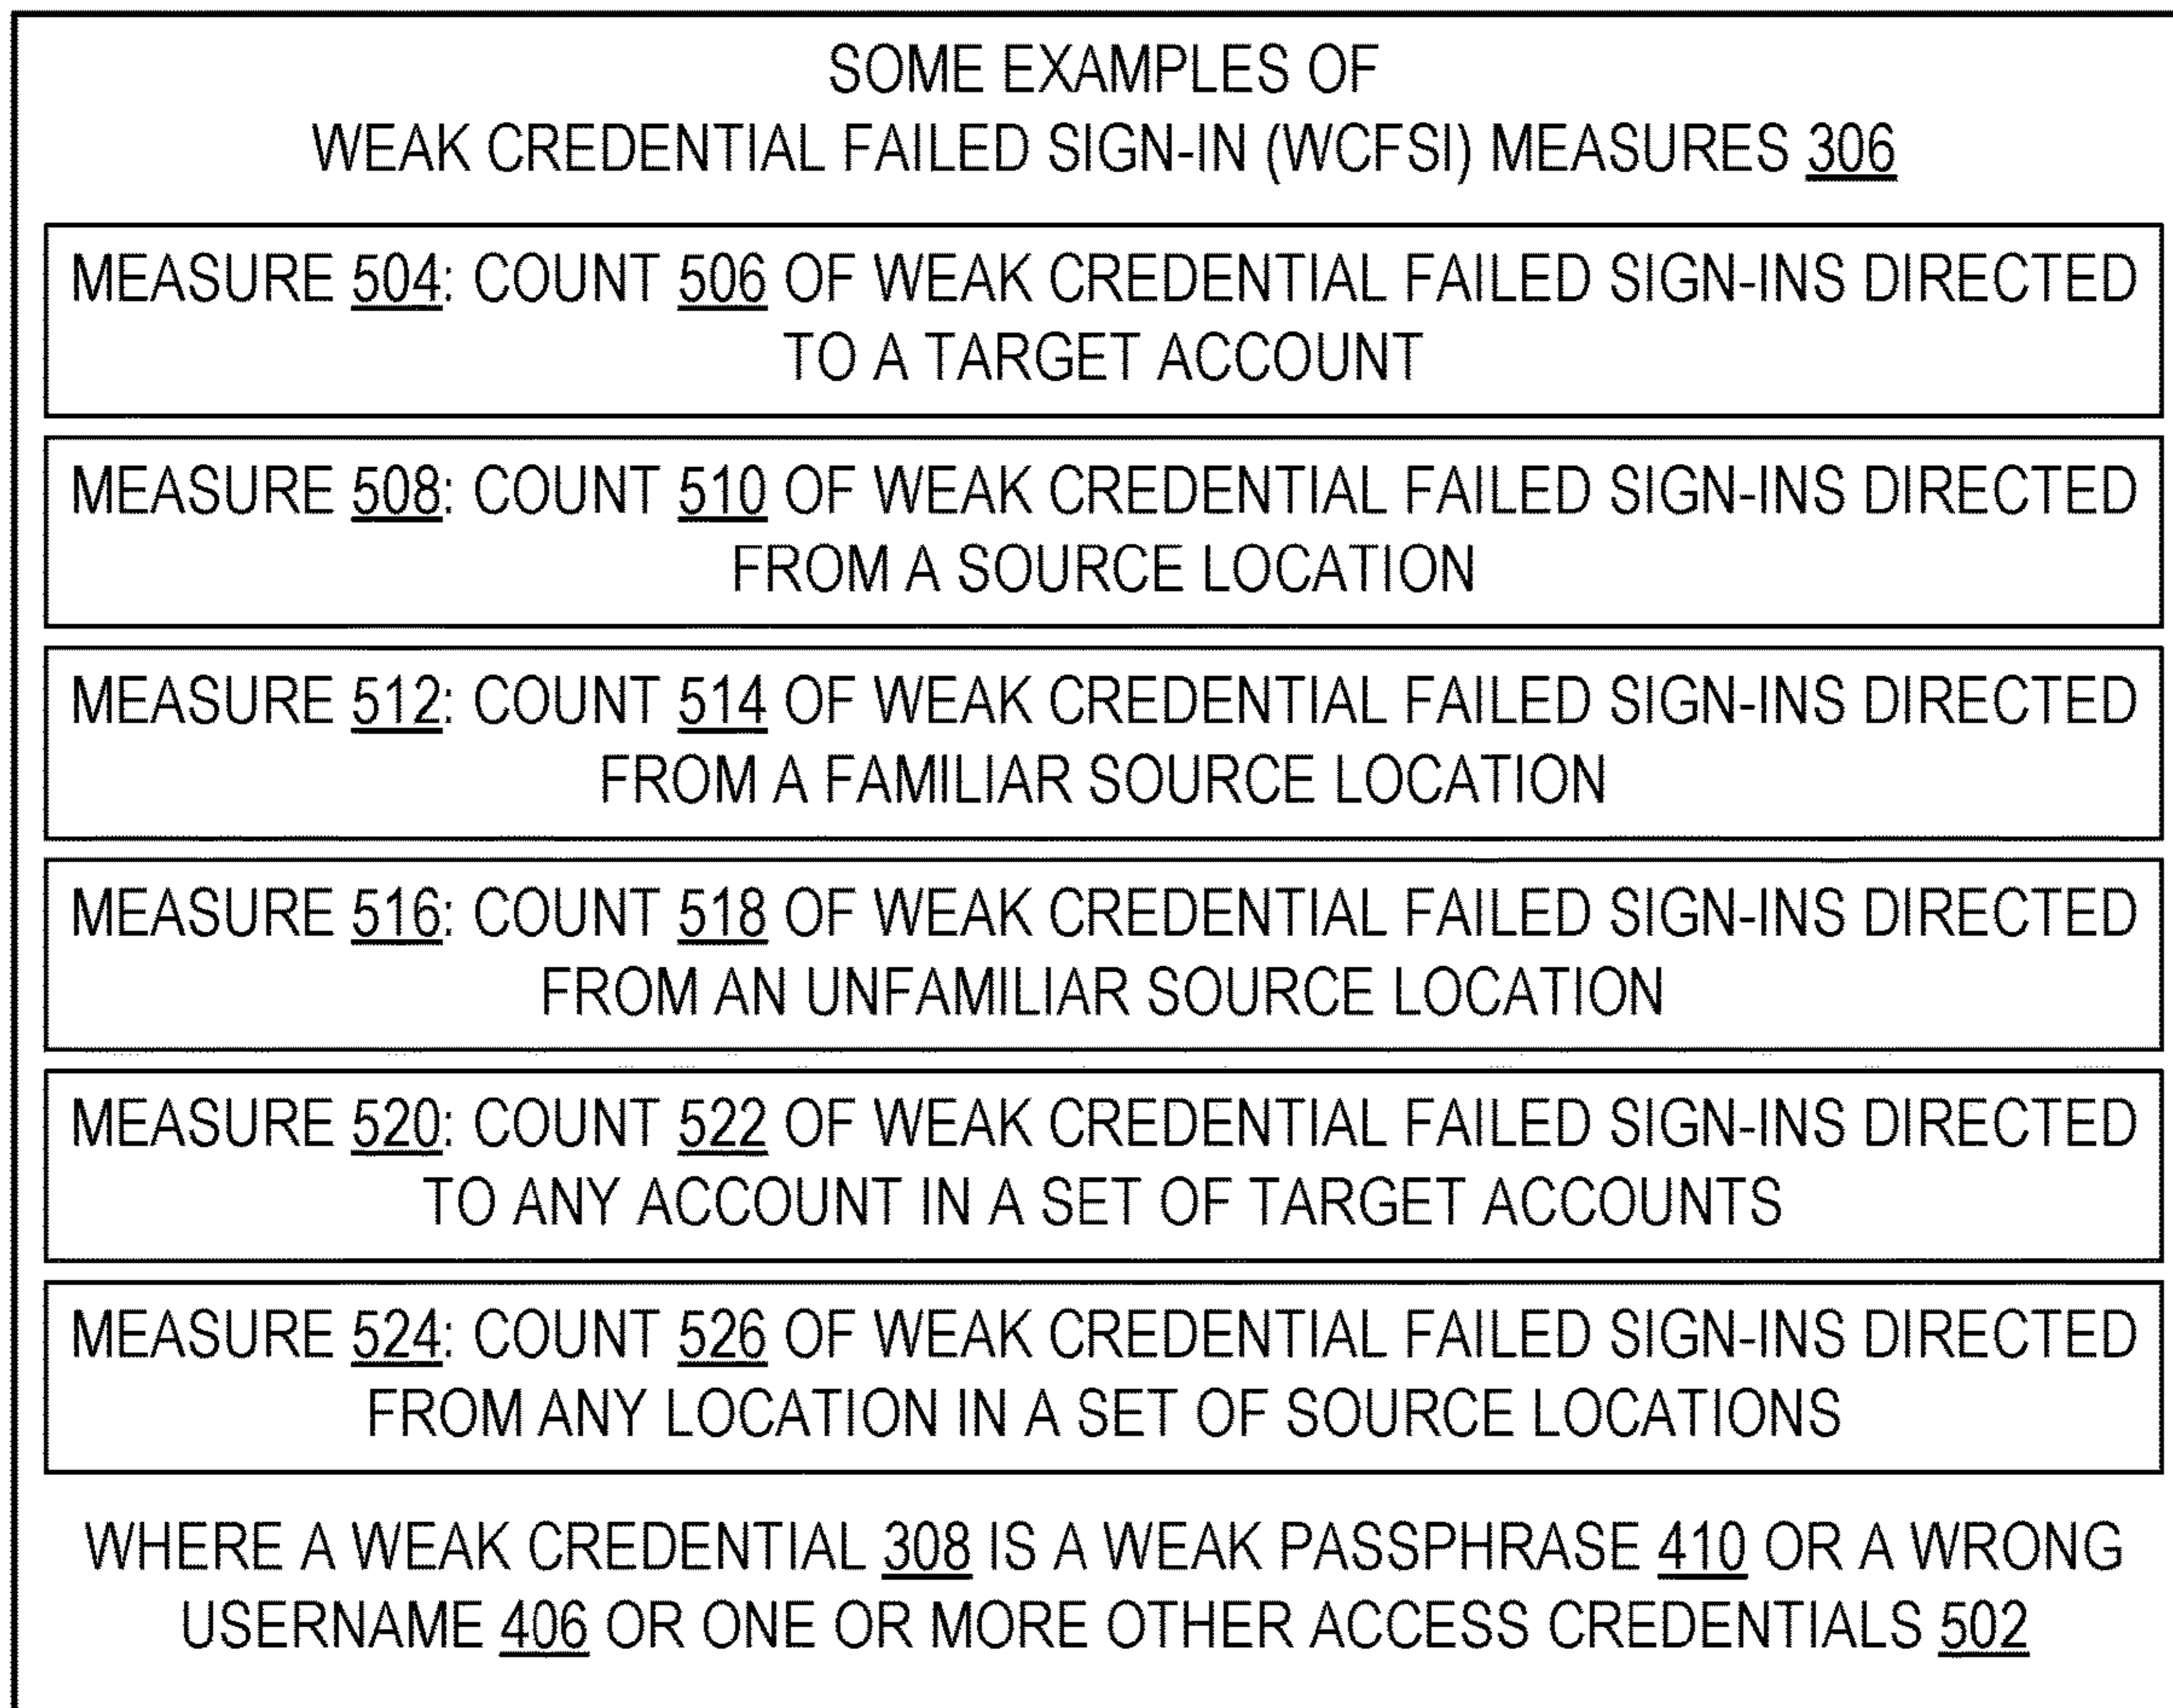 SOME EXAMPLES OF
WEAK CREDENTIAL FAILED SIGN-IN (WCFSI) MEASURES 306
MEASURE 504: COUNT 506 OF WEAK CREDENTIAL FAILED SIGN-INS DIRECTED
TO A TARGET ACCOUNT
MEASURE 508: COUNT 510 OF WEAK CREDENTIAL FAILED SIGN-INS DIRECTED
FROM A SOURCE LOCATION
MEASURE 512: COUNT 514 OF WEAK CREDENTIAL FAILED SIGN-INS DIRECTED
FROM A FAMILIAR SOURCE LOCATION
MEASURE 516: COUNT 518 OF WEAK CREDENTIAL FAILED SIGN-INS DIRECTED
FROM AN UNFAMILIAR SOURCE LOCATION
MEASURE 520: COUNT 522 OF WEAK CREDENTIAL FAILED SIGN-INS DIRECTED
TO ANY ACCOUNT IN A SET OF TARGET ACCOUNTS
MEASURE 524: COUNT 526 OF WEAK CREDENTIAL FAILED SIGN-INS DIRECTED
FROM ANY LOCATION IN A SET OF SOURCE LOCATIONS
WHERE A WEAK CREDENTIAL 308 IS A WEAK PASSPHRASE 410 OR A WRONG
USERNAME 406 OR ONE OR MORE OTHER ACCESS CREDENTIALS 502